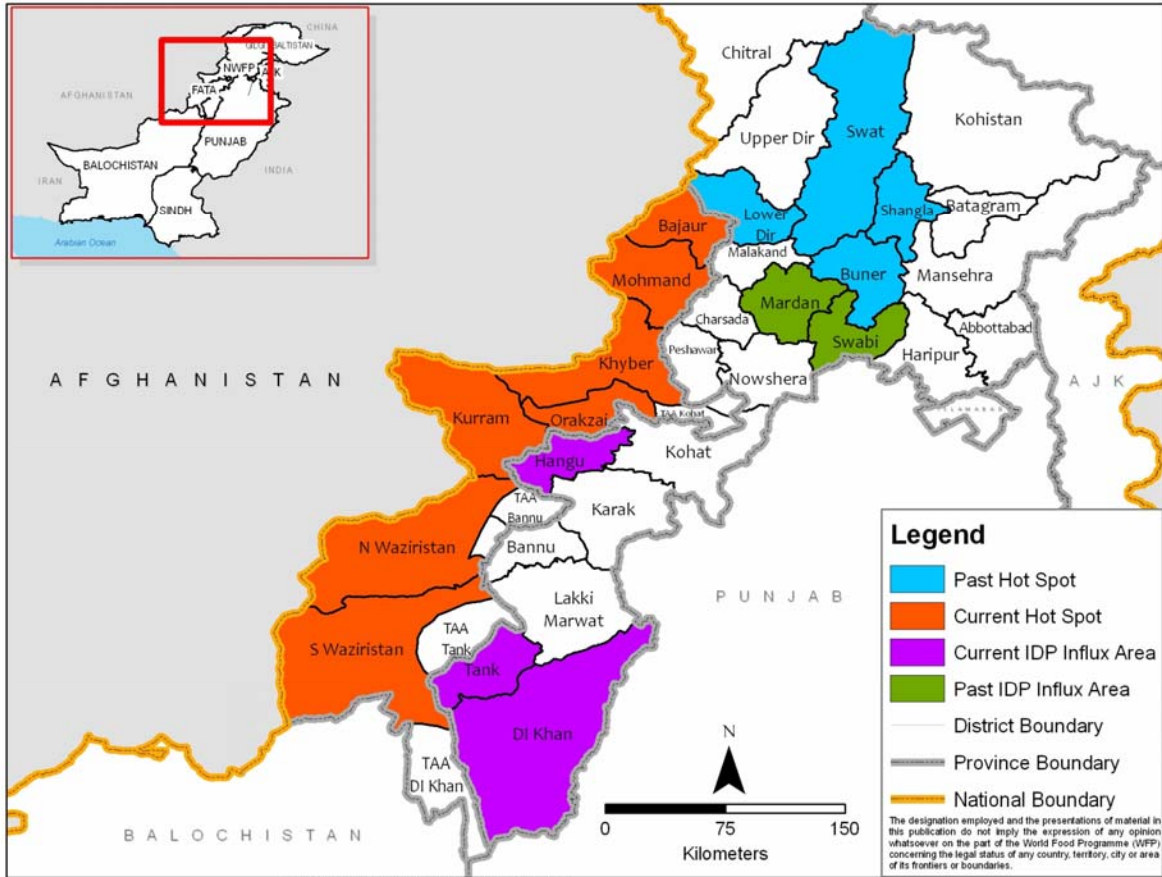 CHINA
GILGIT BALTISTAN
NWFP
AJK
AFGHANISTAN
FATA
PUNJAB
BALOCHISTAN
INDIA
IRAN
SINDH
Arabian Ocean
Chitral
Upper Dir
Swat
Kohistan
Lower
Dir
Shangla
Batagram
Bajaur
Malakand
Buner
Mansehra
Mohmand
Mardan
Charsada
Swabi
Abbottabad
Haripur
Peshawar
Khyber
Nowshera
AFGHANISTAN
AJK
ISLAMABAD
Kurram
Orakzai
TAA Kohat
Hangu
Kohat
TAA
Bannu
Karak
N Waziristan
Bannu
Lakki
Marwat
PUNJAB
TAA
Tank
S Waziristan
Tank
DI Khan
TAA
DI Khan
BALOCHISTAN
N
0 75 150
Kilometers
Legend
Past Hot Spot
Current Hot Spot
Current IDP Influx Area
Past IDP Influx Area
District Boundary
Province Boundary
National Boundary
The designation employed and the presentations of material in
this publication do not imply the expression of any opinion
whatsoever on the part of the World Food Programme (WFP)
concerning the legal status of any country, territory, city or area
of its frontiers or boundaries.